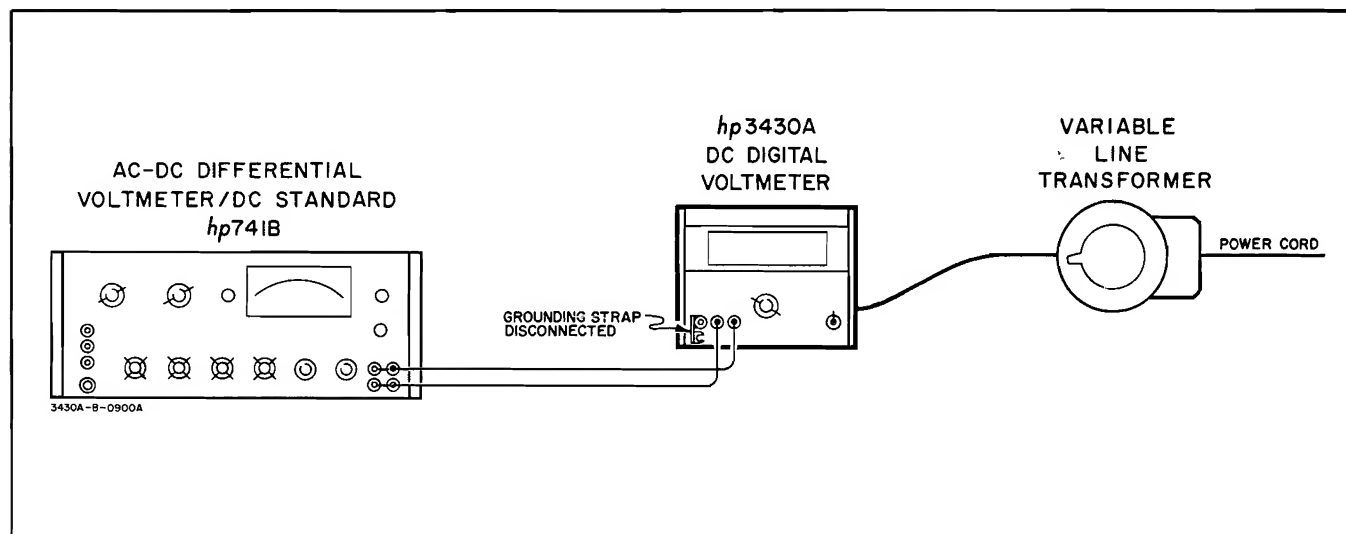 AC-DC DIFFERENTIAL
VOLTMETER/DC STANDARD
hp741B
hp3430A
DC DIGITAL
VOLTMETER
VARIABLE
LINE
TRANSFORMER
POWER CORD
GROUNDING STRAP
DISCONNECTED
3430A-B-0900A